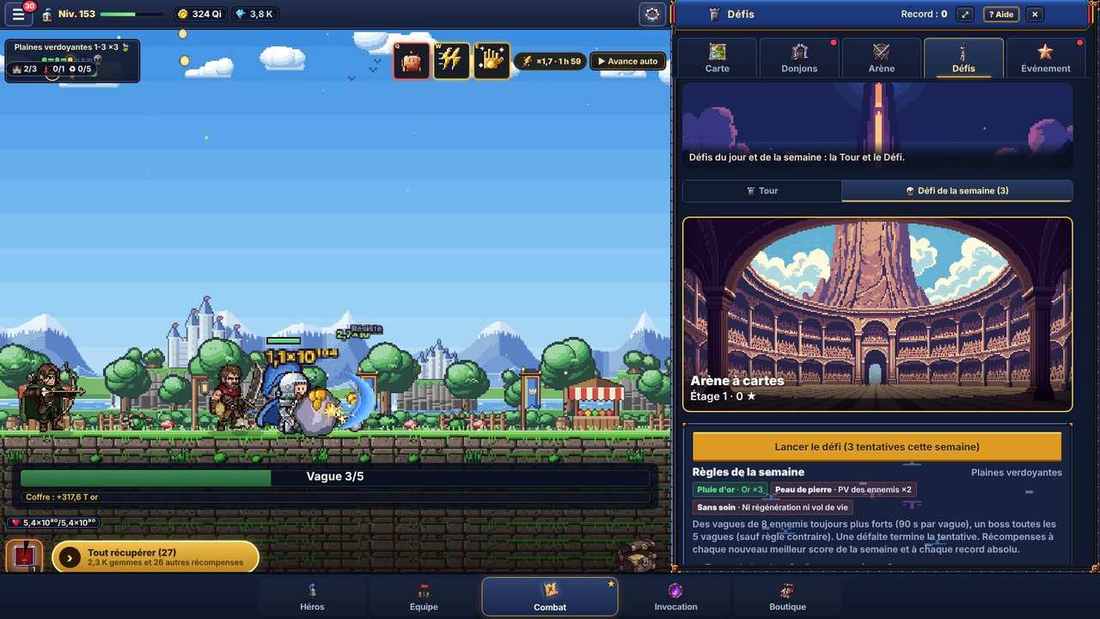 30
Niv. 153
324 Qi
3,8 K
Plaines verdoyantes 1-3 ×3
2/3
0/1
0/5
Q
W
×1,7 · 1 h 59
Avance auto
1,1×10¹⁰⁴
Vague 3/5
Coffre : +317,6 T or
Tout récupérer (27)
2,3 K gemmes et 26 autres récompenses
1
Héros
Équipe
Combat
Invocation
Boutique
Défis
Record : 0
? Aide
Carte
Donjons
Arène
Défis
Événement
Défis du jour et de la semaine : la Tour et le Défi.
Tour
Défi de la semaine (3)
Arène à cartes
Étage 1 · 0 ★
Lancer le défi (3 tentatives cette semaine)
Règles de la semaine
Plaines verdoyantes
Pluie d'or · Or ×3
Peau de pierre · PV des ennemis ×2
Sans soin · Ni régénération ni vol de vie
Des vagues de 8 ennemis toujours plus forts (90 s par vague), un boss toutes les
5 vagues (sauf règle contraire). Une défaite termine la tentative. Récompenses à
chaque nouveau meilleur score de la semaine et à chaque record absolu.